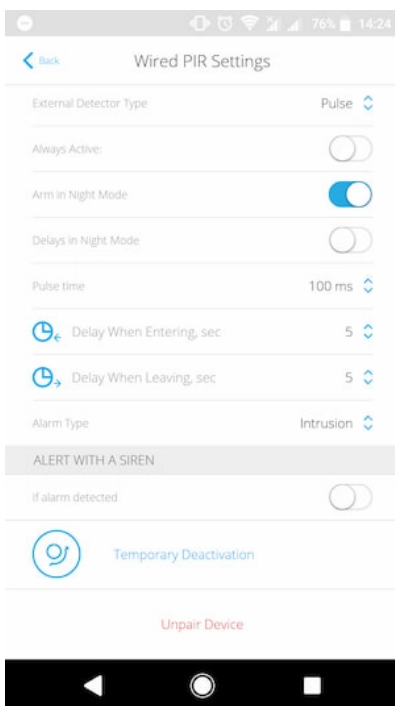 76% 14:24
Back Wired PIR Settings
External Detector Type Pulse
Always Active:
Arm in Night Mode
Delays in Night Mode
Pulse time 100 ms
Delay When Entering, sec 5
Delay When Leaving, sec 5
Alarm Type Intrusion
ALERT WITH A SIREN
If alarm detected
Temporary Deactivation
Unpair Device